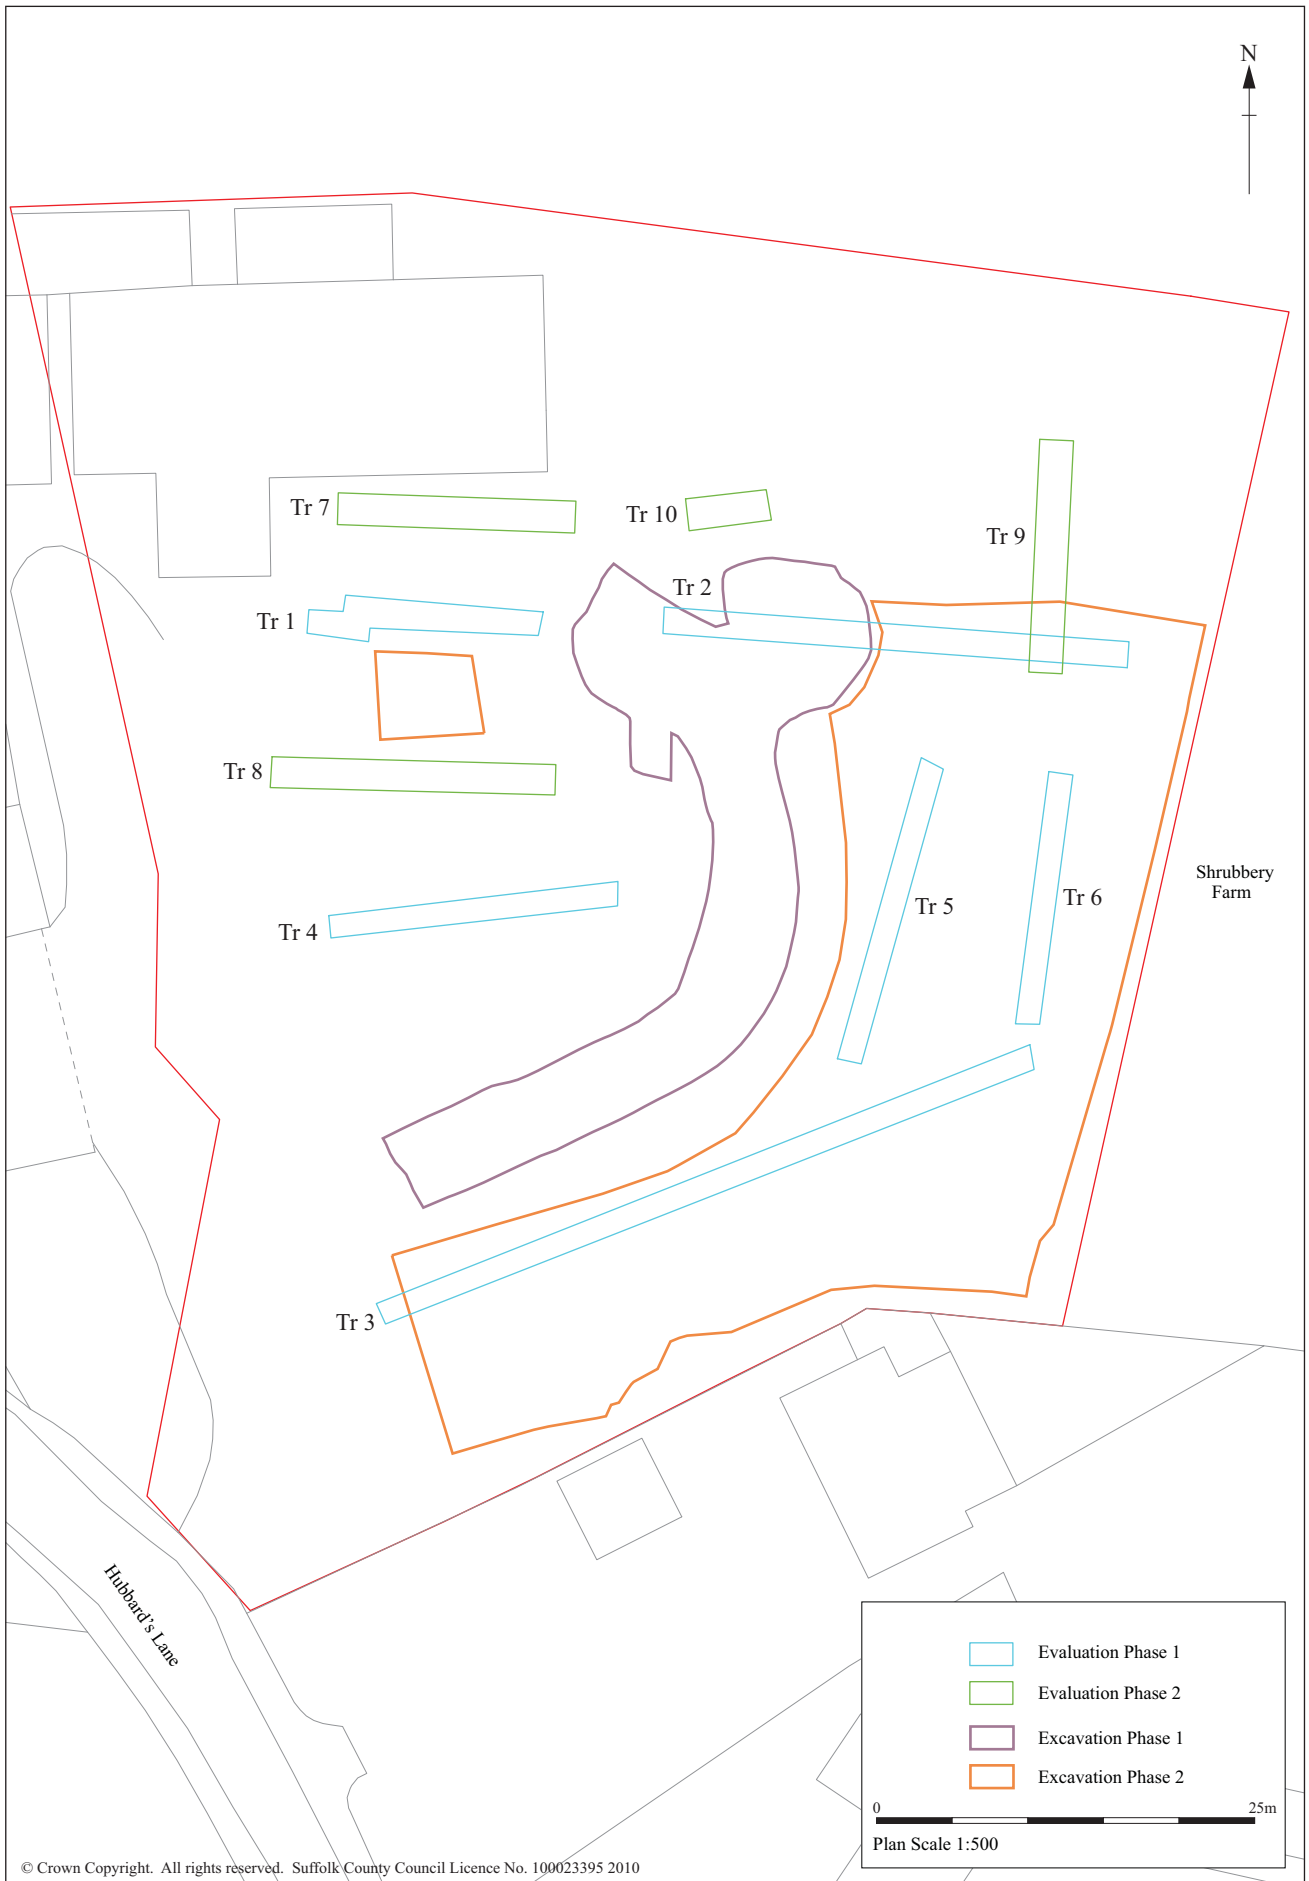 N
Tr 7
Tr 10
Tr 9
Tr 2
Tr 1
Tr 8
Shrubbery
Farm
Tr 5
Tr 6
Tr 4
Tr 3
Hubbard's Lane
Evaluation Phase 1
Evaluation Phase 2
Excavation Phase 1
Excavation Phase 2
0 25m
Plan Scale 1:500
© Crown Copyright. All rights reserved. Suffolk County Council Licence No. 100023395 2010